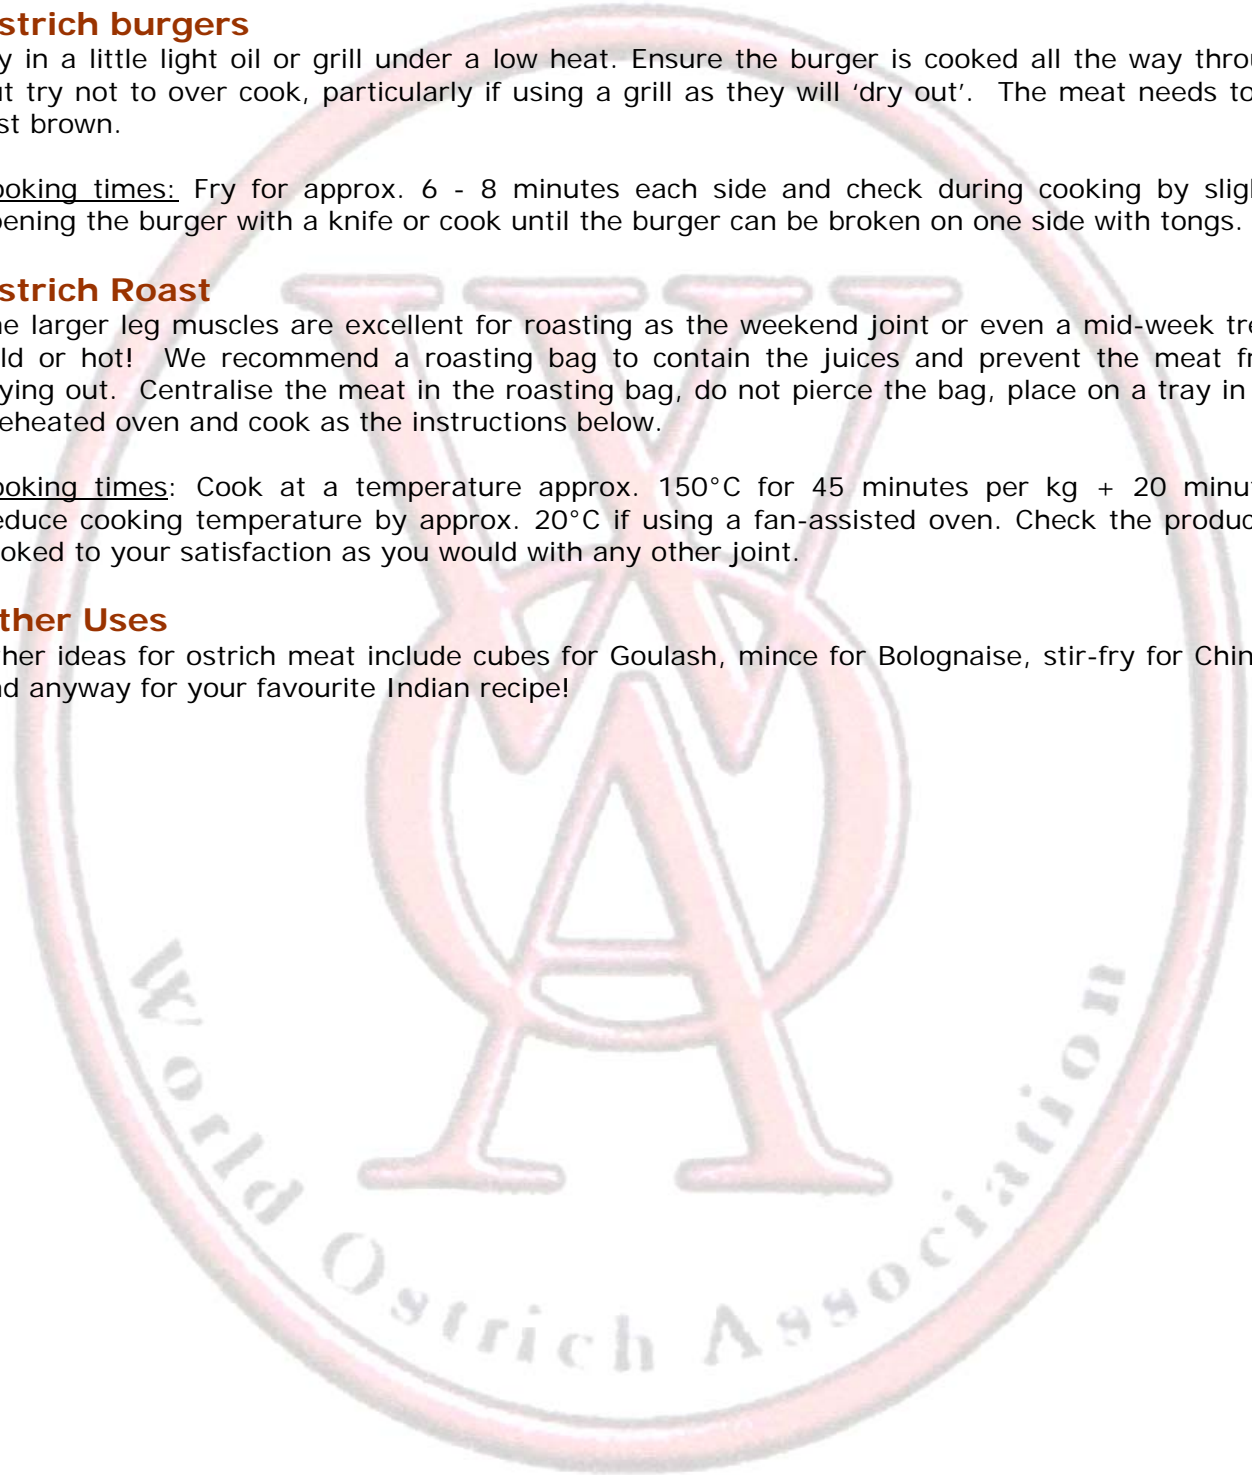 strich burgers
y in a little light oil or grill under a low heat. Ensure the burger is cooked all the way throu
ut try not to over cook, particularly if using a grill as they will ‘dry out’. The meat needs to
st brown.
ooking times: Fry for approx. 6 - 8 minutes each side and check during cooking by sligh
pening the burger with a knife or cook until the burger can be broken on one side with tongs.
strich Roast
he larger leg muscles are excellent for roasting as the weekend joint or even a mid-week tre
ld or hot! We recommend a roasting bag to contain the juices and prevent the meat fr
ying out. Centralise the meat in the roasting bag, do not pierce the bag, place on a tray in
eheated oven and cook as the instructions below.
ooking times: Cook at a temperature approx. 150°C for 45 minutes per kg + 20 minut
educe cooking temperature by approx. 20°C if using a fan-assisted oven. Check the produc
oked to your satisfaction as you would with any other joint.
ther Uses
her ideas for ostrich meat include cubes for Goulash, mince for Bolognaise, stir-fry for Chin
nd anyway for your favourite Indian recipe!
WOA
World Ostrich Association